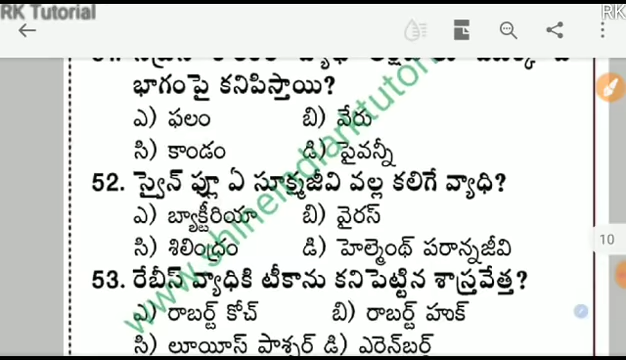 RK Tutorial
RK
భాగంపై కనిపిస్తాయి?
ఎ) ఫలం బి) వేరు
సి) కాండం డి) పైవన్నీ
52. స్వైన్ ఫ్లూ ఏ సూక్ష్మజీవి వల్ల కలిగే వ్యాధి?
ఎ) బ్యాక్టీరియా బి) వైరస్
సి) శిలీంధ్రం డి) హెల్మెంథ్ పరాన్నజీవి
10
53. రేబీస్ వ్యాధికి టీకాను కనిపెట్టిన శాస్త్రవేత్త?
ఎ) రాబర్ట్ కోచ్ బి) రాబర్ట్ హుక్
సి) లూయీస్ పాశ్చర్ డి) ఎరెన్‌బర్గ్